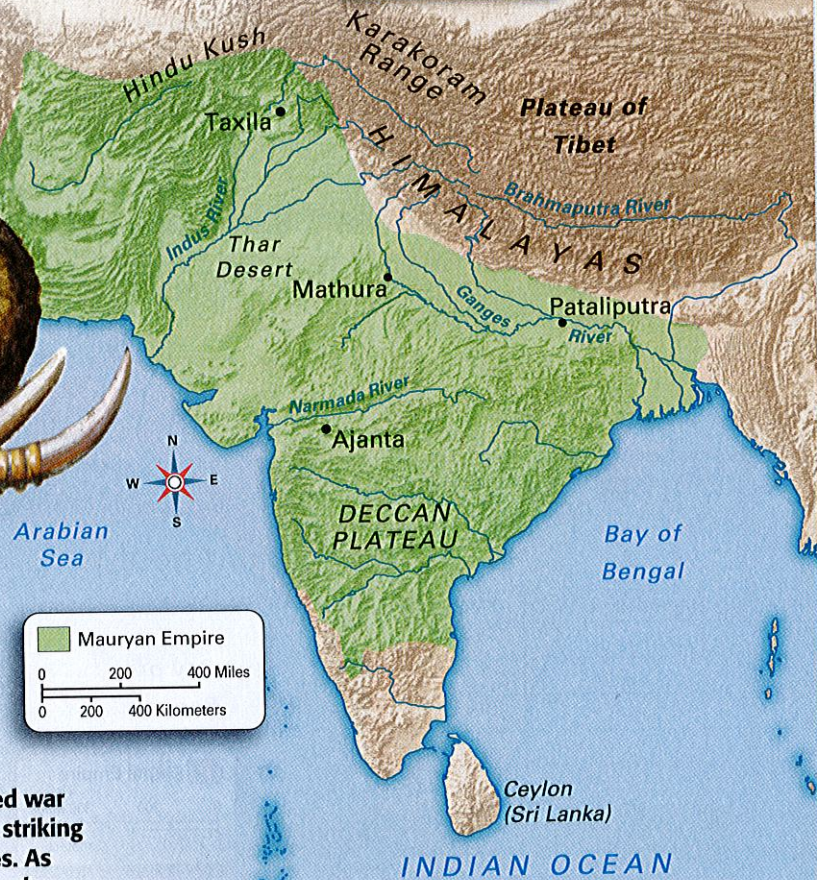 Hindu Kush
Karakoram
Range
Plateau of
Tibet
Taxila
HIMALAYAS
Brahmaputra River
Indus River
Thar
Desert
Mathura
Ganges
River
Pataliputra
Narmada River
Ajanta
N
W E
S
DECCAN
PLATEAU
Arabian
Sea
Bay of
Bengal
Mauryan Empire
0 200 400 Miles
0 200 400 Kilometers
Ceylon
(Sri Lanka)
INDIAN OCEAN
ed war
striking
es. As